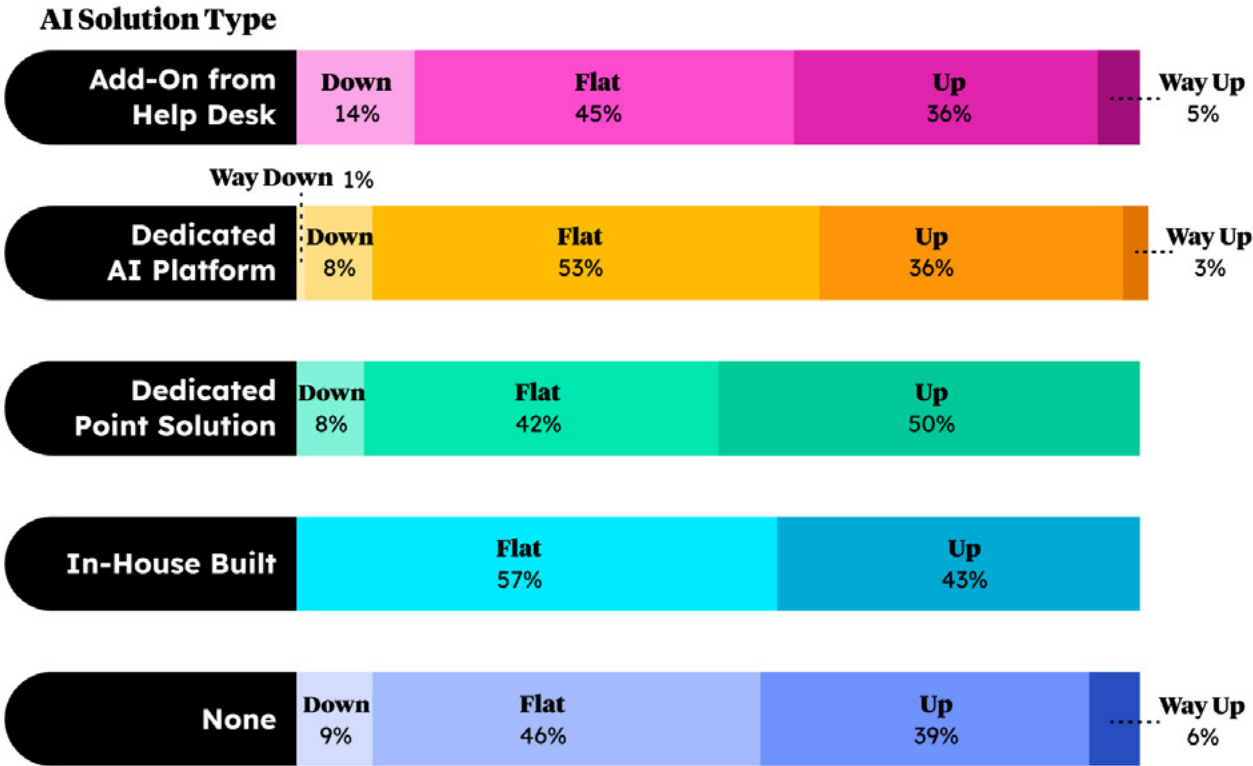 AI Solution Type
Add-On from
Help Desk
Down
14%
Flat
45%
Up
36%
Way Up
5%
Way Down 1%
Dedicated
AI Platform
Down
8%
Flat
53%
Up
36%
Way Up
3%
Dedicated
Point Solution
Down
8%
Flat
42%
Up
50%
In-House Built
Flat
57%
Up
43%
None
Down
9%
Flat
46%
Up
39%
Way Up
6%